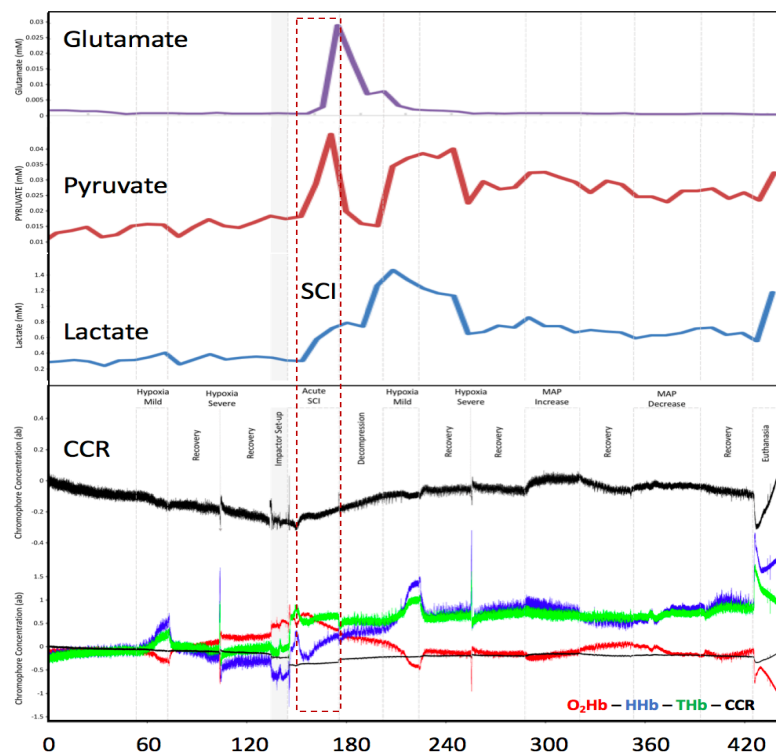 Glutamate
Glutamate (mM)
0.03
0.025
0.02
0.015
0.01
0.005
0
Pyruvate
PYRUVATE (mM)
0.04
0.03
0.025
0.02
0.015
0.01
SCI
Lactate
Lactate (mM)
1.4
1.2
1
0.8
0.6
0.4
0.2
Hypoxia
Mild
Recovery
Hypoxia
Severe
Recovery
Impactor Set-up
Acute
SCI
Decompression
Hypoxia
Mild
Recovery
Hypoxia
Severe
Recovery
MAP
Increase
Recovery
MAP
Decrease
Recovery
Euthanasia
CCR
Chromophore Concentration (ab)
0.4
0.2
0
-0.2
-0.4
Chromophore Concentration (ab)
1.5
1
0.5
0
-0.5
-1
-1.5
O₂Hb – HHb – THb – CCR
0 60 120 180 240 300 360 420